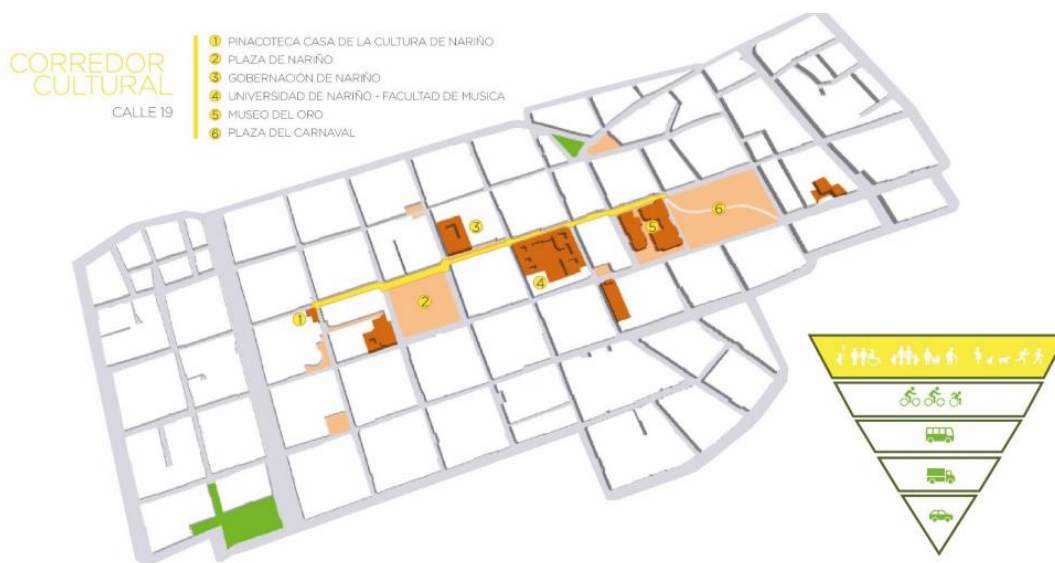 CORREDOR
CULTURAL
CALLE 19
1 PINACOTECA CASA DE LA CULTURA DE NARIÑO
2 PLAZA DE NARIÑO
3 GOBERNACIÓN DE NARIÑO
4 UNIVERSIDAD DE NARIÑO - FACULTAD DE MUSICA
5 MUSEO DEL ORO
6 PLAZA DEL CARNAVAL
6
3
5
4
2
1